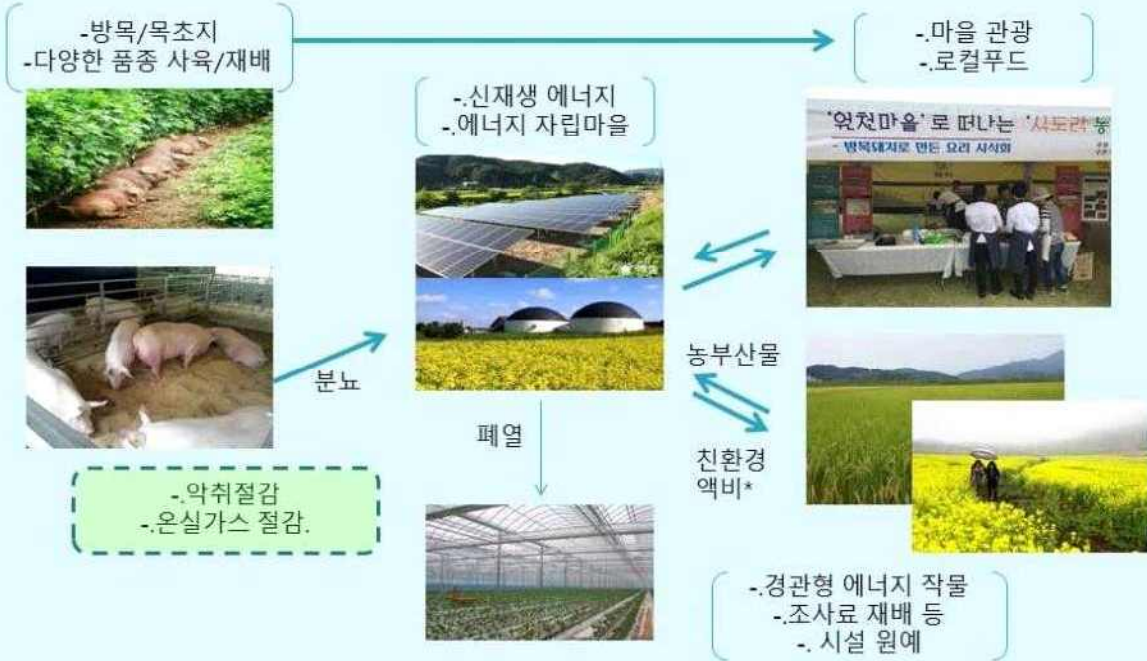 -방목/목초지
-다양한 품종 사육/재배
-.마을 관광
-.로컬푸드
-.신재생 에너지
-.에너지 자립마을
'원천마을'로 떠나는
- 방목돼지로 만든 요리 시식회
분뇨
농부산물
폐열
친환경
액비*
-.악취절감
-.온실가스 절감.
-.경관형 에너지 작물
-.조사료 재배 등
-. 시설 원예